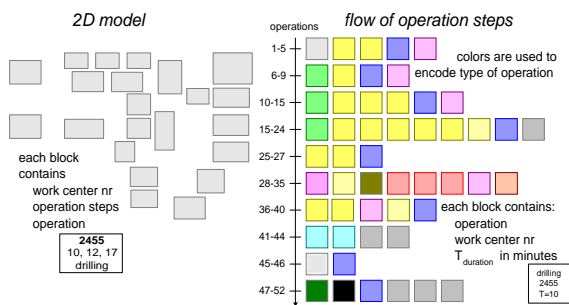 2D model
operations
flow of operation steps
1-5
colors are used to
encode type of operation
6-9
10-15
15-24
25-27
28-35
36-40
41-44
45-46
47-52
each block
contains
work center nr
operation steps
operation
2455
10, 12, 17
drilling
each block contains:
operation
work center nr
Tduration in minutes
drilling
2455
T=10